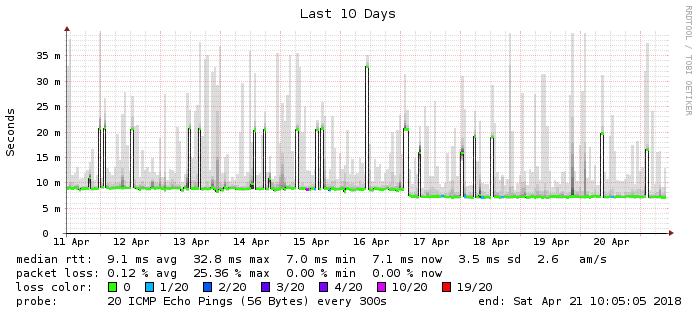 Last 10 Days
RRDTOOL / TOBI OETIKER
Seconds
35 m
30 m
25 m
20 m
15 m
10 m
5 m
0
11 Apr 12 Apr 13 Apr 14 Apr 15 Apr 16 Apr 17 Apr 18 Apr 19 Apr 20 Apr
median rtt: 9.1 ms avg 32.8 ms max 7.0 ms min 7.1 ms now 3.5 ms sd 2.6 am/s
packet loss: 0.12 % avg 25.36 % max 0.00 % min 0.00 % now
loss color: 0 1/20 2/20 3/20 4/20 10/20 19/20
probe: 20 ICMP Echo Pings (56 Bytes) every 300s end: Sat Apr 21 10:05:05 2018